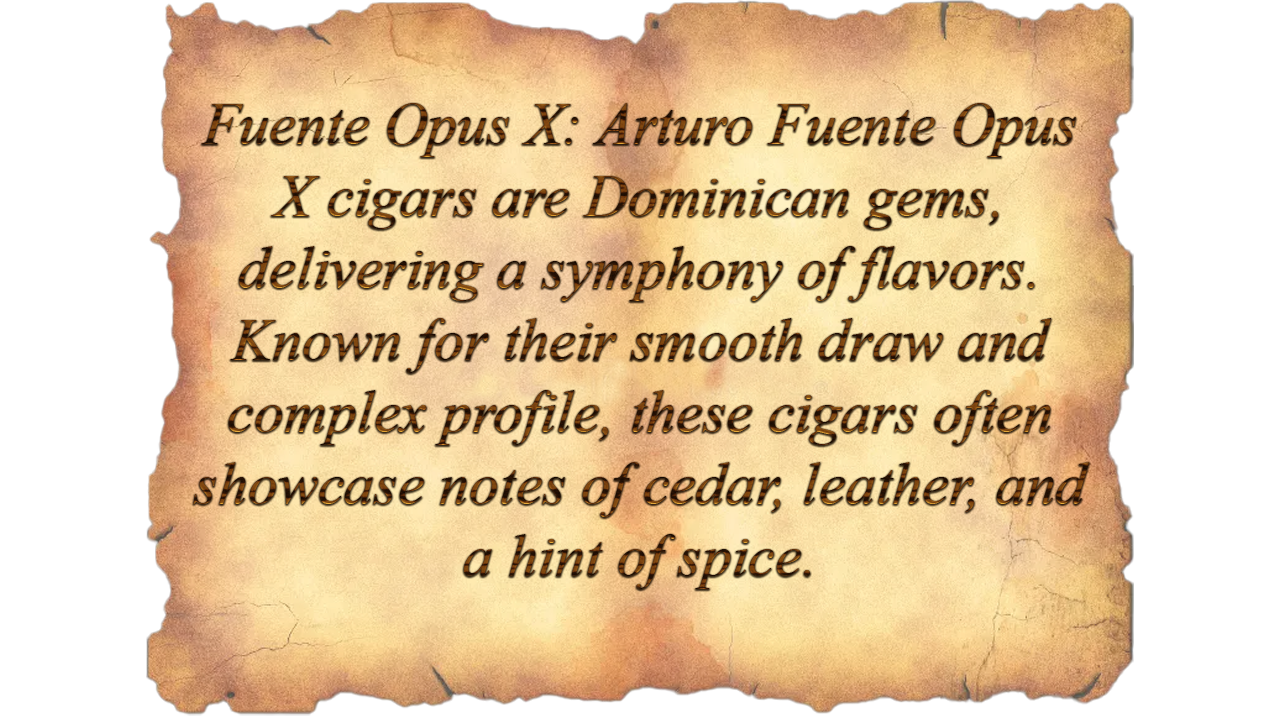 Fuente Opus X: Arturo Fuente Opus
X cigars are Dominican gems,
delivering a symphony of flavors.
Known for their smooth draw and
complex profile, these cigars often
showcase notes of cedar, leather, and
a hint of spice.